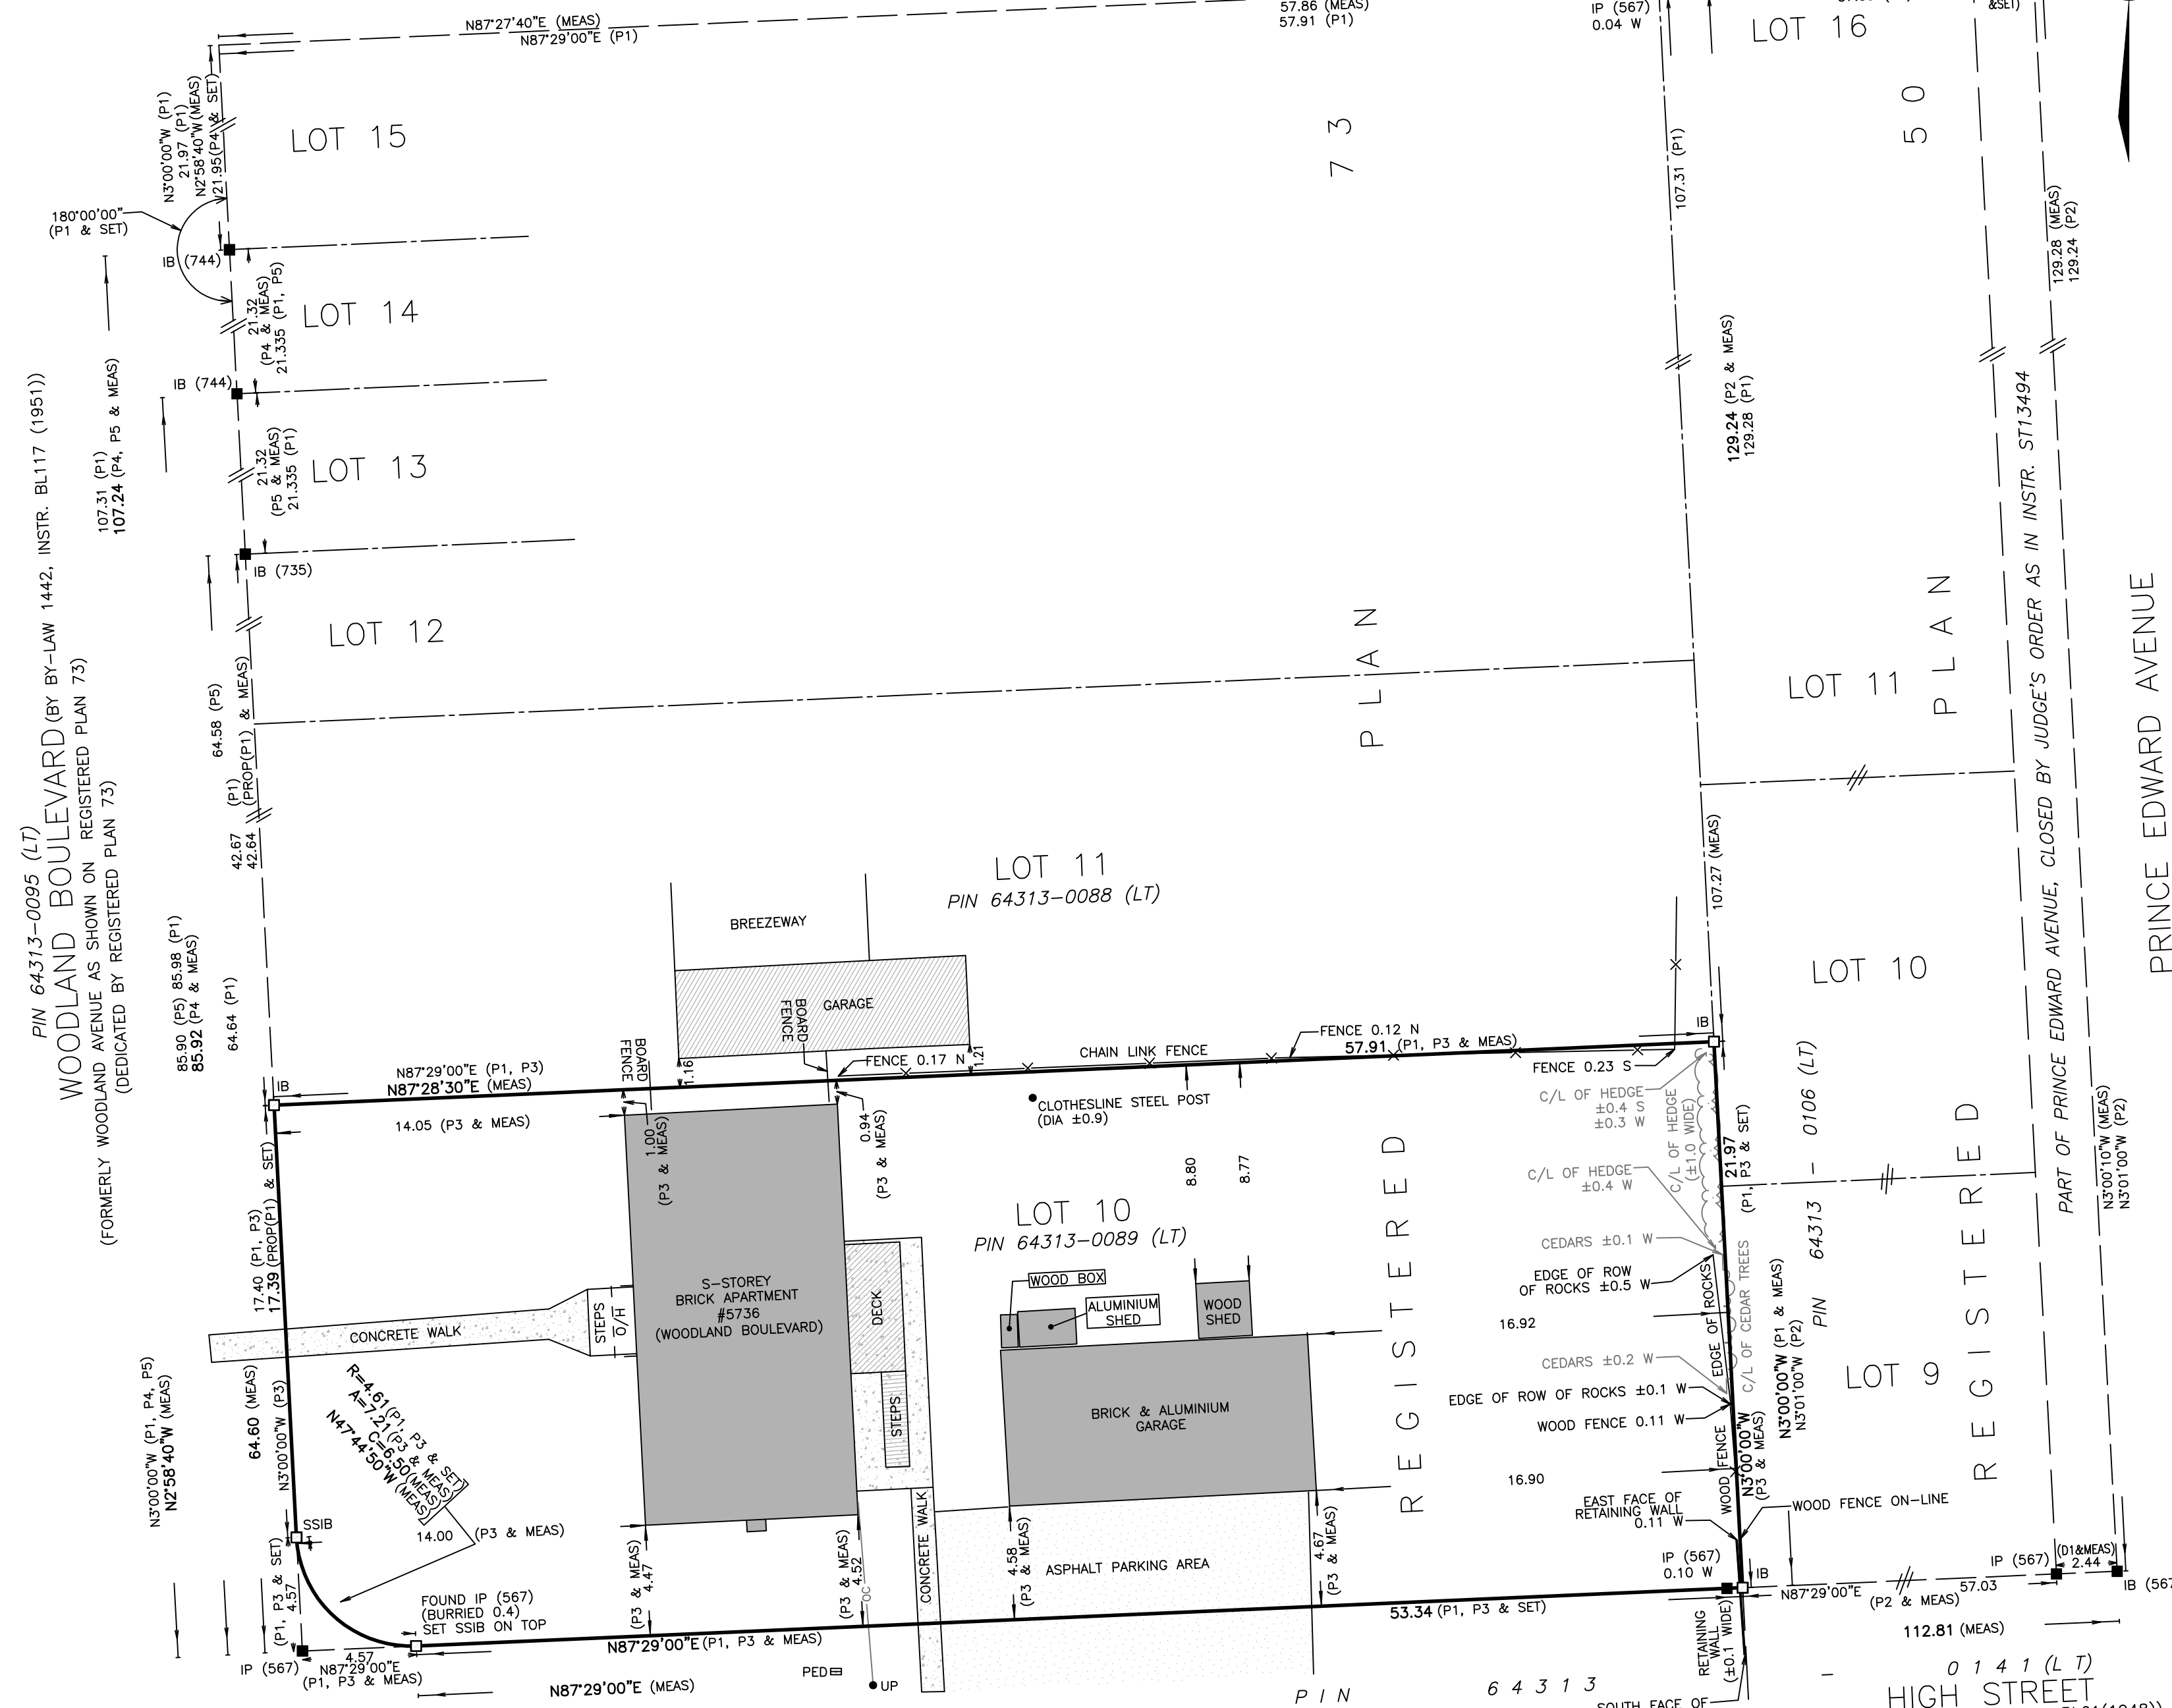 N87°27'40"E (MEAS)
N87°29'00"E (P1)
57.86 (MEAS)
57.91 (P1)
IP (567)
0.04 W
&SET)
LOT 16
LOT 15
73
50
107.31 (P1)
N3°00'00"W (P1)
21.97 (P1)
N2°58'40"W(MEAS)
21.95(P4 & SET)
180°00'00"
(P1 & SET)
IB (744)
21.32
(P4 & MEAS)
21.335 (P1, P5)
LOT 14
129.28 (MEAS)
129.24 (P2)
107.31 (P1)
107.24 (P4, P5 & MEAS)
IB (744)
21.32
(P5 & MEAS)
21.335 (P1)
LOT 13
129.24 (P2 & MEAS)
129.28 (P1)
IB (735)
LOT 12
PLAN
PLAN
LOT 11
PIN 64313-0095 (LT)
WOODLAND BOULEVARD (BY BY-LAW 1442, INSTR. BL117 (1951))
(FORMERLY WOODLAND AVENUE AS SHOWN ON REGISTERED PLAN 73)
(DEDICATED BY REGISTERED PLAN 73)
64.58 (P5)
42.67 (P1)
42.64 (PROP(P1) & MEAS)
PART OF PRINCE EDWARD AVENUE, CLOSED BY JUDGE'S ORDER AS IN INSTR. ST13494
PRINCE EDWARD AVENUE
107.27 (MEAS)
85.90 (P5) 85.98 (P1)
85.92 (P4 & MEAS)
64.64 (P1)
LOT 11
PIN 64313-0088 (LT)
BREEZEWAY
GARAGE
BOARD
FENCE
BOARD
FENCE
LOT 10
IB
FENCE 0.12 N
57.91 (P1, P3 & MEAS)
CHAIN LINK FENCE
FENCE 0.17 N
1.21
1.16
FENCE 0.23 S
N87°29'00"E (P1, P3)
N87°28'30"E (MEAS)
IB
14.05 (P3 & MEAS)
1.00
(P3 & MEAS)
0.94
(P3 & MEAS)
CLOTHESLINE STEEL POST
(DIA ±0.9)
C/L OF HEDGE
±0.4 S
±0.3 W
C/L OF HEDGE
(±1.0 WIDE)
21.97
(P1, P3 & SET)
8.80
8.77
C/L OF HEDGE
±0.4 W
N3°00'10"W (MEAS)
N3°01'00"W (P2)
REGISTERED
REGISTERED
LOT 10
PIN 64313-0089 (LT)
PIN 64313 - 0106 (LT)
CEDARS ±0.1 W
EDGE OF ROW
OF ROCKS ±0.5 W
EDGE OF ROCKS
C/L OF CEDAR TREES
17.40 (P1, P3)
17.39 (PROP(P1) & SET)
S-STOREY
BRICK APARTMENT
#5736
(WOODLAND BOULEVARD)
DECK
STEPS
WOOD BOX
ALUMINIUM
SHED
WOOD
SHED
16.92
CONCRETE WALK
STEPS
O/H
CEDARS ±0.2 W
LOT 9
N3°00'00"W (P1 & MEAS)
N3°01'00"W (P2)
EDGE OF ROW OF ROCKS ±0.1 W
WOOD FENCE 0.11 W
BRICK & ALUMINIUM
GARAGE
R=4.61(P1, P3 & SET)
A=7.21(P3 & MEAS)
C=6.50(MEAS)
N47°44'50"W (MEAS)
64.60 (MEAS)
N3°00'00"W (P3)
N3°00'00"W (P1, P4, P5)
N2°58'40"W (MEAS)
16.90
WOOD FENCE
N3°00'00"W
(P3 & MEAS)
EAST FACE OF
RETAINING WALL
0.11 W
WOOD FENCE ON-LINE
SSIB
14.00 (P3 & MEAS)
CONCRETE WALK
4.57
(P1, P3 & SET)
4.47
(P3 & MEAS)
4.52
(P3 & MEAS)
OC
4.58
(P3 & MEAS)
ASPHALT PARKING AREA
4.67
(P3 & MEAS)
IP (567)
0.10 W
IB
N87°29'00"E
(P2 & MEAS)
57.03
IP (567)
(D1&MEAS)
2.44
IB (567
FOUND IP (567)
(BURRIED 0.4)
SET SSIB ON TOP
53.34 (P1, P3 & SET)
N87°29'00"E(P1, P3 & MEAS)
112.81 (MEAS)
RETAINING
WALL
(±0.1 WIDE)
IP (567)
4.57
N87°29'00"E
(P1, P3 & MEAS)
N87°29'00"E (MEAS)
PED
UP
PIN 64313 - 0141(LT)
HIGH STREET
SOUTH FACE OF